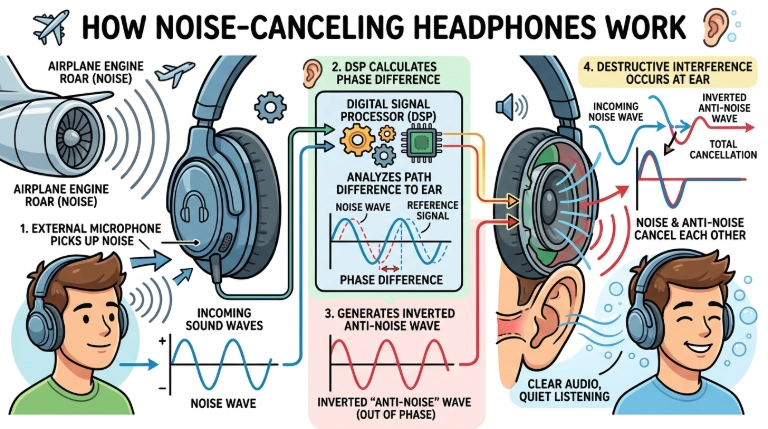 HOW NOISE-CANCELING HEADPHONES WORK
AIRPLANE ENGINE
ROAR (NOISE)
AIRPLANE ENGINE
ROAR (NOISE)
1. EXTERNAL MICROPHONE
PICKS UP NOISE
INCOMING
SOUND WAVES
+
−
NOISE WAVE
2. DSP CALCULATES
PHASE DIFFERENCE
DIGITAL SIGNAL
PROCESSOR (DSP)
ANALYZES PATH
DIFFERENCE TO EAR
NOISE WAVE
REFERENCE
SIGNAL
PHASE DIFFERENCE
3. GENERATES INVERTED
ANTI-NOISE WAVE
INVERTED “ANTI-NOISE” WAVE
(OUT OF PHASE)
4. DESTRUCTIVE INTERFERENCE
OCCURS AT EAR
INCOMING
NOISE WAVE
INVERTED
ANTI-NOISE
WAVE
TOTAL
CANCELLATION
NOISE & ANTI-NOISE
CANCEL EACH OTHER
CLEAR AUDIO,
QUIET LISTENING